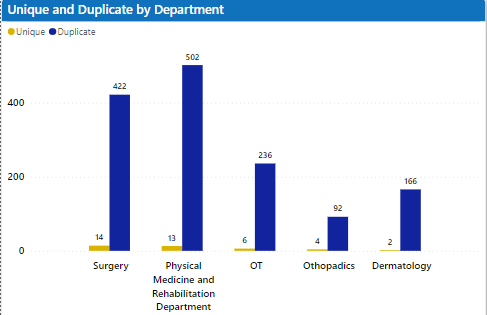 Unique and Duplicate by Department
Unique Duplicate
502
422
400
236
200
166
92
14
13
6
4
2
0
Surgery
Physical
Medicine and
Rehabilitation
Department
OT
Othopadics
Dermatology